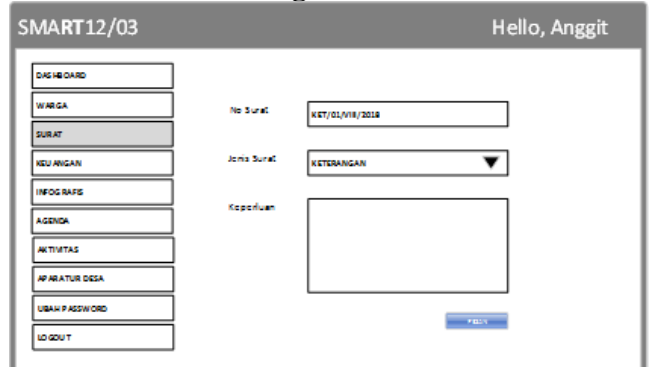 SMART12/03
Hello, Anggit
DASHBOARD
WARGA
SURAT
KEUANGAN
INFOGRAFIS
AGENDA
AKTIVITAS
APARATUR DESA
UBAH PASSWORD
LOGOUT
No Surat
KET/01/VIII/2018
Jenis Surat
KETERANGAN
Keperluan